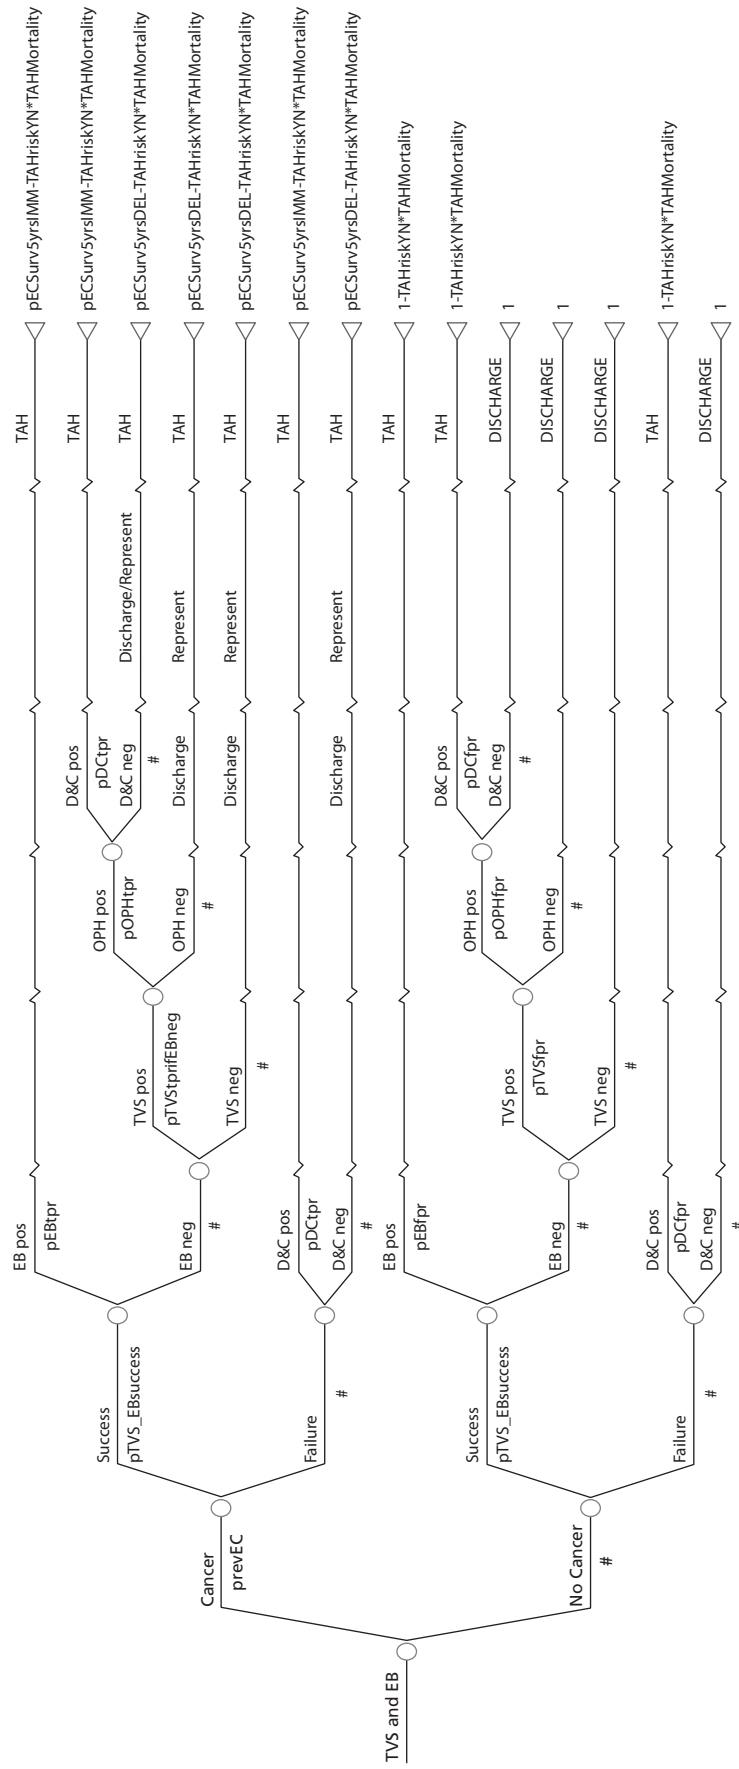 TVS and EB
Cancer
prevEC
Success
pTVS_EBsuccess
EB pos
pEBtpr
TAH
pECSurv5yrsIMM-TAHriskYN*TAHMortality
EB neg
#
TVS pos
pTVStprifEBneg
OPH pos
pOPHtpr
D&C pos
pDCtpr
TAH
pECSurv5yrsIMM-TAHriskYN*TAHMortality
D&C neg
#
Discharge/Represent
TAH
pECSurv5yrsDEL-TAHriskYN*TAHMortality
OPH neg
#
Discharge
Represent
TAH
pECSurv5yrsDEL-TAHriskYN*TAHMortality
TVS neg
#
Discharge
Represent
TAH
pECSurv5yrsDEL-TAHriskYN*TAHMortality
Failure
#
D&C pos
pDCtpr
TAH
pECSurv5yrsIMM-TAHriskYN*TAHMortality
D&C neg
#
Discharge
Represent
TAH
pECSurv5yrsDEL-TAHriskYN*TAHMortality
No Cancer
#
Success
pTVS_EBsuccess
EB pos
pEBfpr
TAH
1-TAHriskYN*TAHMortality
EB neg
#
TVS pos
pTVSfpr
OPH pos
pOPHfpr
D&C pos
pDCfpr
TAH
1-TAHriskYN*TAHMortality
D&C neg
#
DISCHARGE
1
OPH neg
#
DISCHARGE
1
TVS neg
#
DISCHARGE
1
Failure
#
D&C pos
pDCfpr
TAH
1-TAHriskYN*TAHMortality
D&C neg
#
DISCHARGE
1